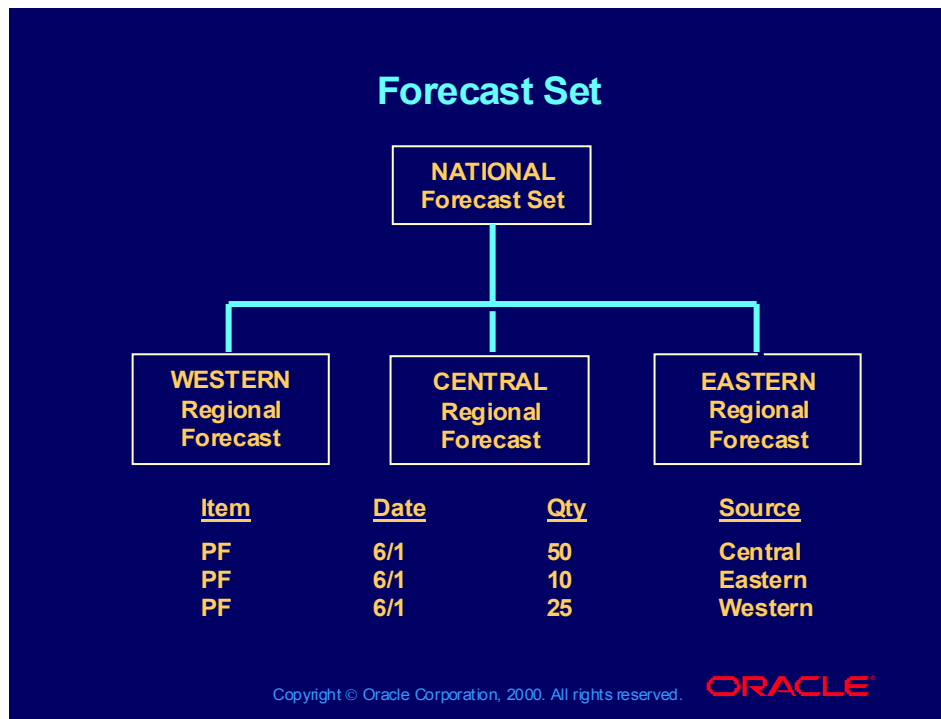 Forecast Set
NATIONAL
Forecast Set
WESTERN
Regional
Forecast
CENTRAL
Regional
Forecast
EASTERN
Regional
Forecast
Item Date Qty Source
PF 6/1 50 Central
PF 6/1 10 Eastern
PF 6/1 25 Western
Copyright © Oracle Corporation, 2000. All rights reserved.
ORACLE